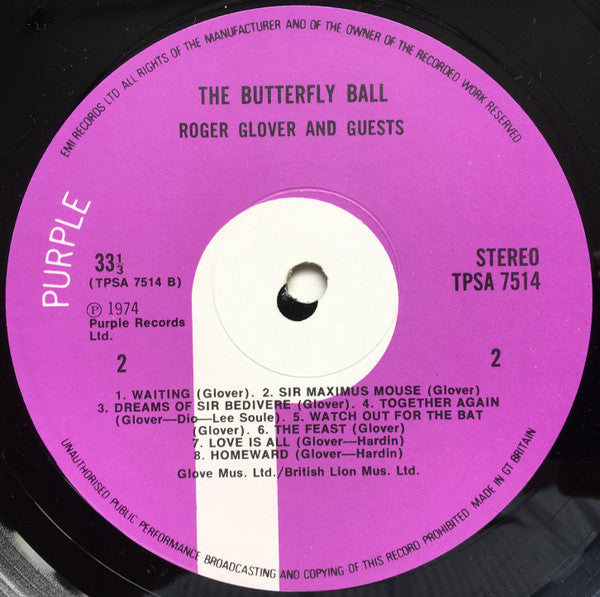 EMI RECORDS LTD ALL RIGHTS OF THE MANUFACTURER AND OF THE OWNER OF THE RECORDED WORK RESERVED
THE BUTTERFLY BALL
ROGER GLOVER AND GUESTS
PURPLE
33⅓
(TPSA 7514 B)
STEREO
TPSA 7514
Ⓟ 1974
Purple Records
Ltd.
2
2
1. WAITING (Glover). 2. SIR MAXIMUS MOUSE (Glover)
3. DREAMS OF SIR BEDIVERE (Glover). 4. TOGETHER AGAIN
(Glover—Dio—Lee Soule). 5. WATCH OUT FOR THE BAT
(Glover). 6. THE FEAST (Glover)
7. LOVE IS ALL (Glover—Hardin)
8. HOMEWARD (Glover—Hardin)
Glove Mus. Ltd./British Lion Mus. Ltd.
UNAUTHORISED PUBLIC PERFORMANCE BROADCASTING AND COPYING OF THIS RECORD PROHIBITED MADE IN GT BRITAIN